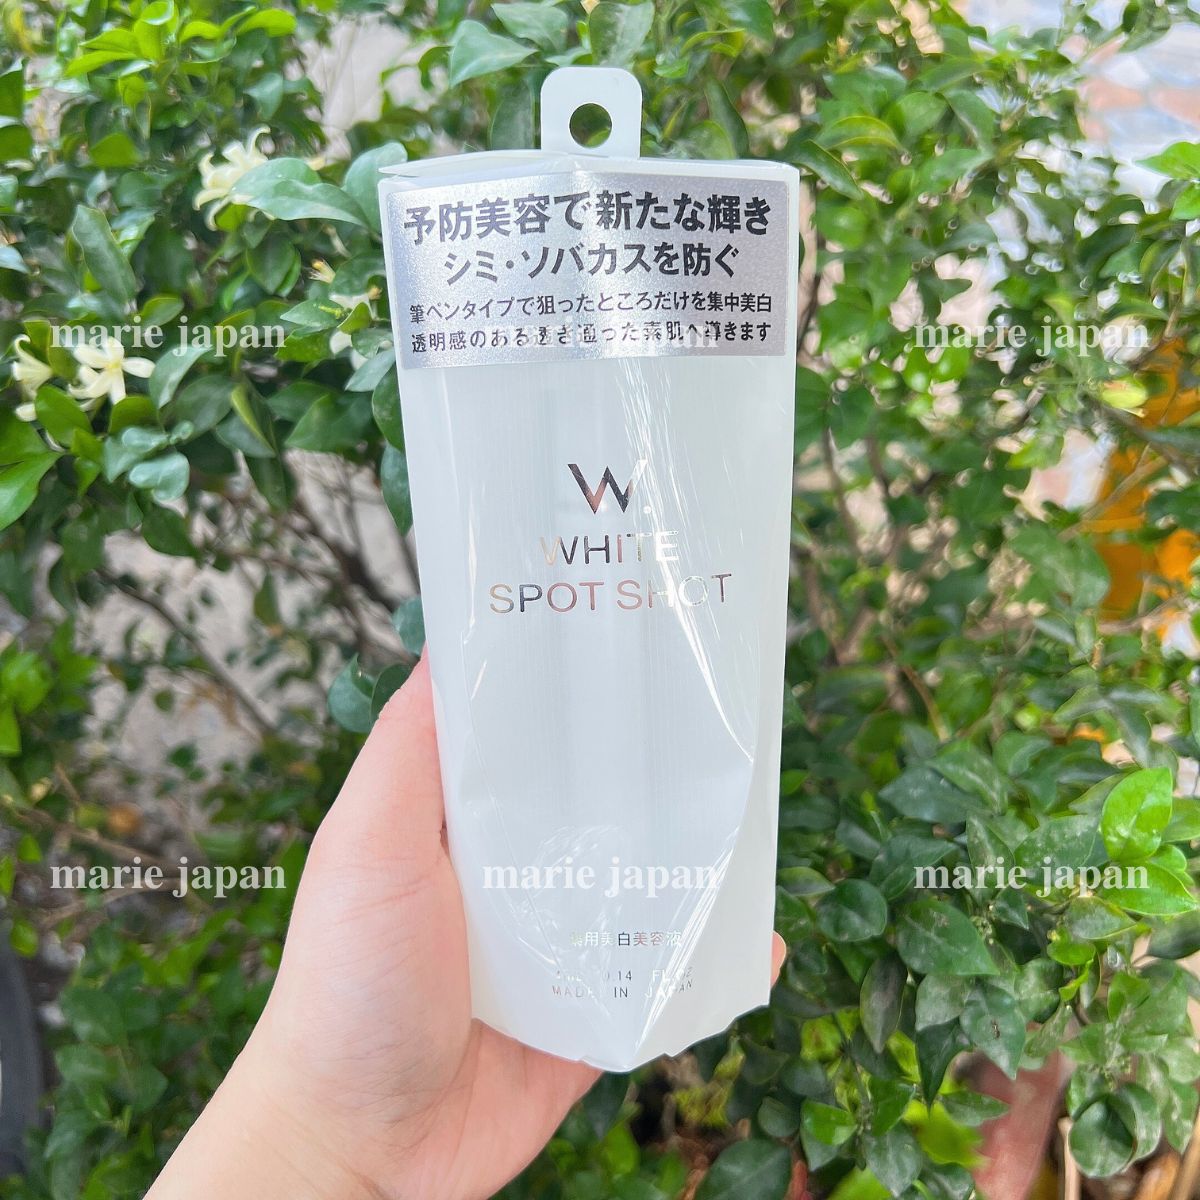 予防美容で新たな輝き
シミ・ソバカスを防ぐ
筆ペンタイプで狙ったところだけを集中美白
透明感のある透き通った素肌へ導きます
marie japan
marie japan
W.
WHITE
SPOT SHOT
marie japan
marie japan
marie japan
薬用美白美容液
0.14 FL OZ
MADE IN JAPAN